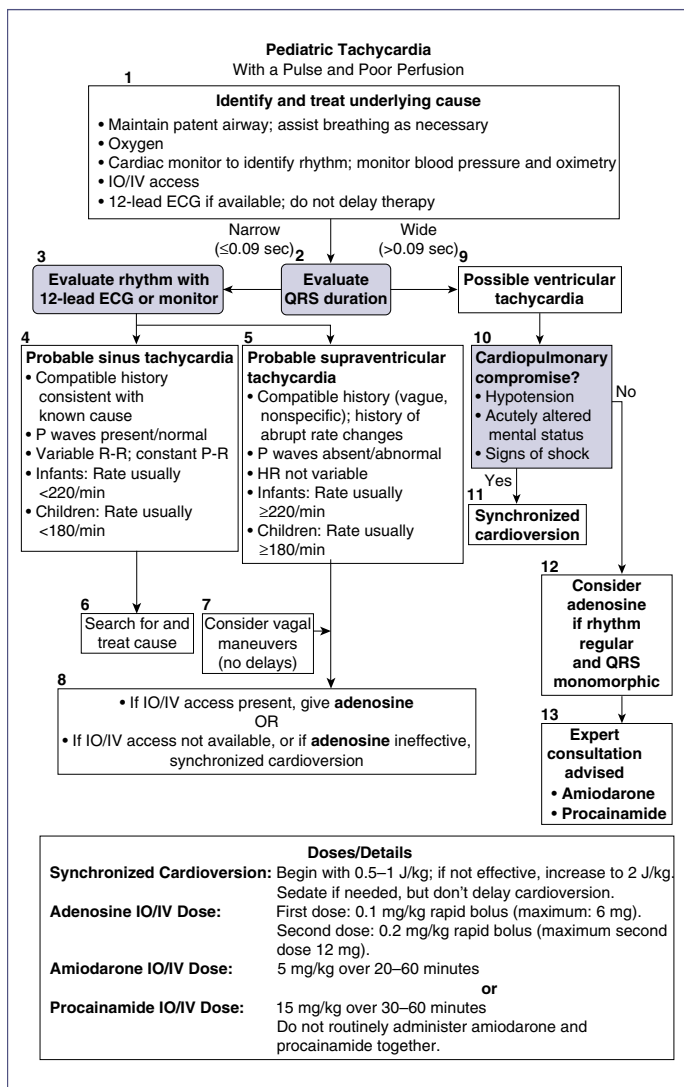 Pediatric Tachycardia
With a Pulse and Poor Perfusion
1
Identify and treat underlying cause
• Maintain patent airway; assist breathing as necessary
• Oxygen
• Cardiac monitor to identify rhythm; monitor blood pressure and oximetry
• IO/IV access
• 12-lead ECG if available; do not delay therapy
Narrow
(≤0.09 sec)
Wide
(>0.09 sec)
3
Evaluate rhythm with
12-lead ECG or monitor
2
Evaluate
QRS duration
9
Possible ventricular
tachycardia
4
Probable sinus tachycardia
• Compatible history
consistent with
known cause
• P waves present/normal
• Variable R-R; constant P-R
• Infants: Rate usually
<220/min
• Children: Rate usually
<180/min
5
Probable supraventricular
tachycardia
• Compatible history (vague,
nonspecific); history of
abrupt rate changes
• P waves absent/abnormal
• HR not variable
• Infants: Rate usually
≥220/min
• Children: Rate usually
≥180/min
10
Cardiopulmonary
compromise?
• Hypotension
• Acutely altered
mental status
• Signs of shock
No
Yes
11
Synchronized
cardioversion
6
Search for and
treat cause
7
Consider vagal
maneuvers
(no delays)
12
Consider
adenosine
if rhythm
regular
and QRS
monomorphic
8
• If IO/IV access present, give adenosine
OR
• If IO/IV access not available, or if adenosine ineffective,
synchronized cardioversion
13
Expert
consultation
advised
• Amiodarone
• Procainamide
Doses/Details
Synchronized Cardioversion: Begin with 0.5–1 J/kg; if not effective, increase to 2 J/kg.
Sedate if needed, but don't delay cardioversion.
Adenosine IO/IV Dose: First dose: 0.1 mg/kg rapid bolus (maximum: 6 mg).
Second dose: 0.2 mg/kg rapid bolus (maximum second
dose 12 mg).
Amiodarone IO/IV Dose: 5 mg/kg over 20–60 minutes
or
Procainamide IO/IV Dose: 15 mg/kg over 30–60 minutes
Do not routinely administer amiodarone and
procainamide together.